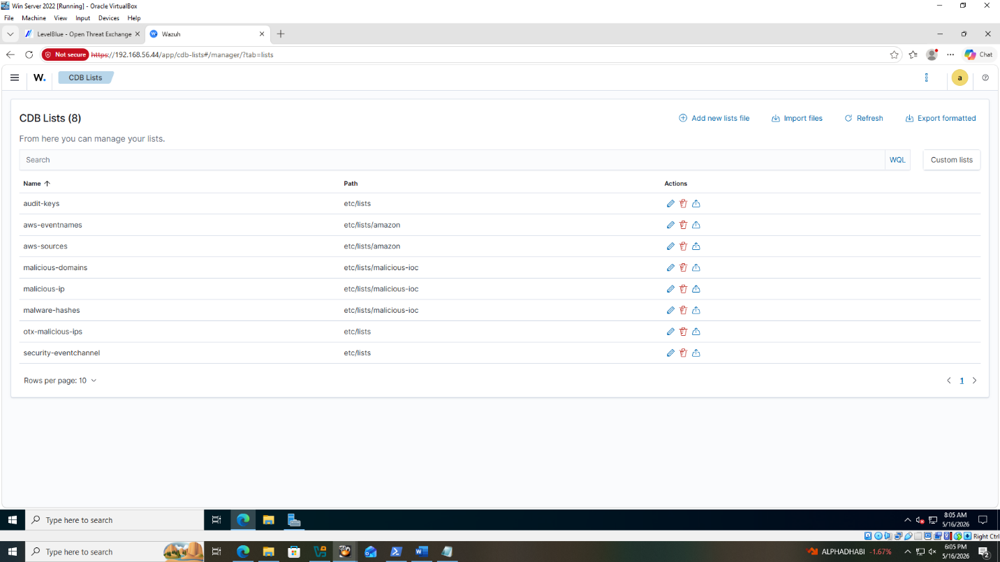 Win Server 2022 [Running] - Oracle VirtualBox
File Machine View Input Devices Help
LevelBlue - Open Threat Exchange
Wazuh
Not secure https://192.168.56.44/app/cdb-lists#/manager/?tab=lists
Chat
W. CDB Lists a
CDB Lists (8)
Add new lists file Import files Refresh Export formatted
From here you can manage your lists.
Search WQL Custom lists
Name Path Actions
audit-keys etc/lists
aws-eventnames etc/lists/amazon
aws-sources etc/lists/amazon
malicious-domains etc/lists/malicious-ioc
malicious-ip etc/lists/malicious-ioc
malware-hashes etc/lists/malicious-ioc
otx-malicious-ips etc/lists
security-eventchannel etc/lists
Rows per page: 10 1
Type here to search
8:05 AM
5/16/2026
Right Ctrl
Type here to search
ALPHADHABI -1.67%
6:05 PM
5/16/2026
2